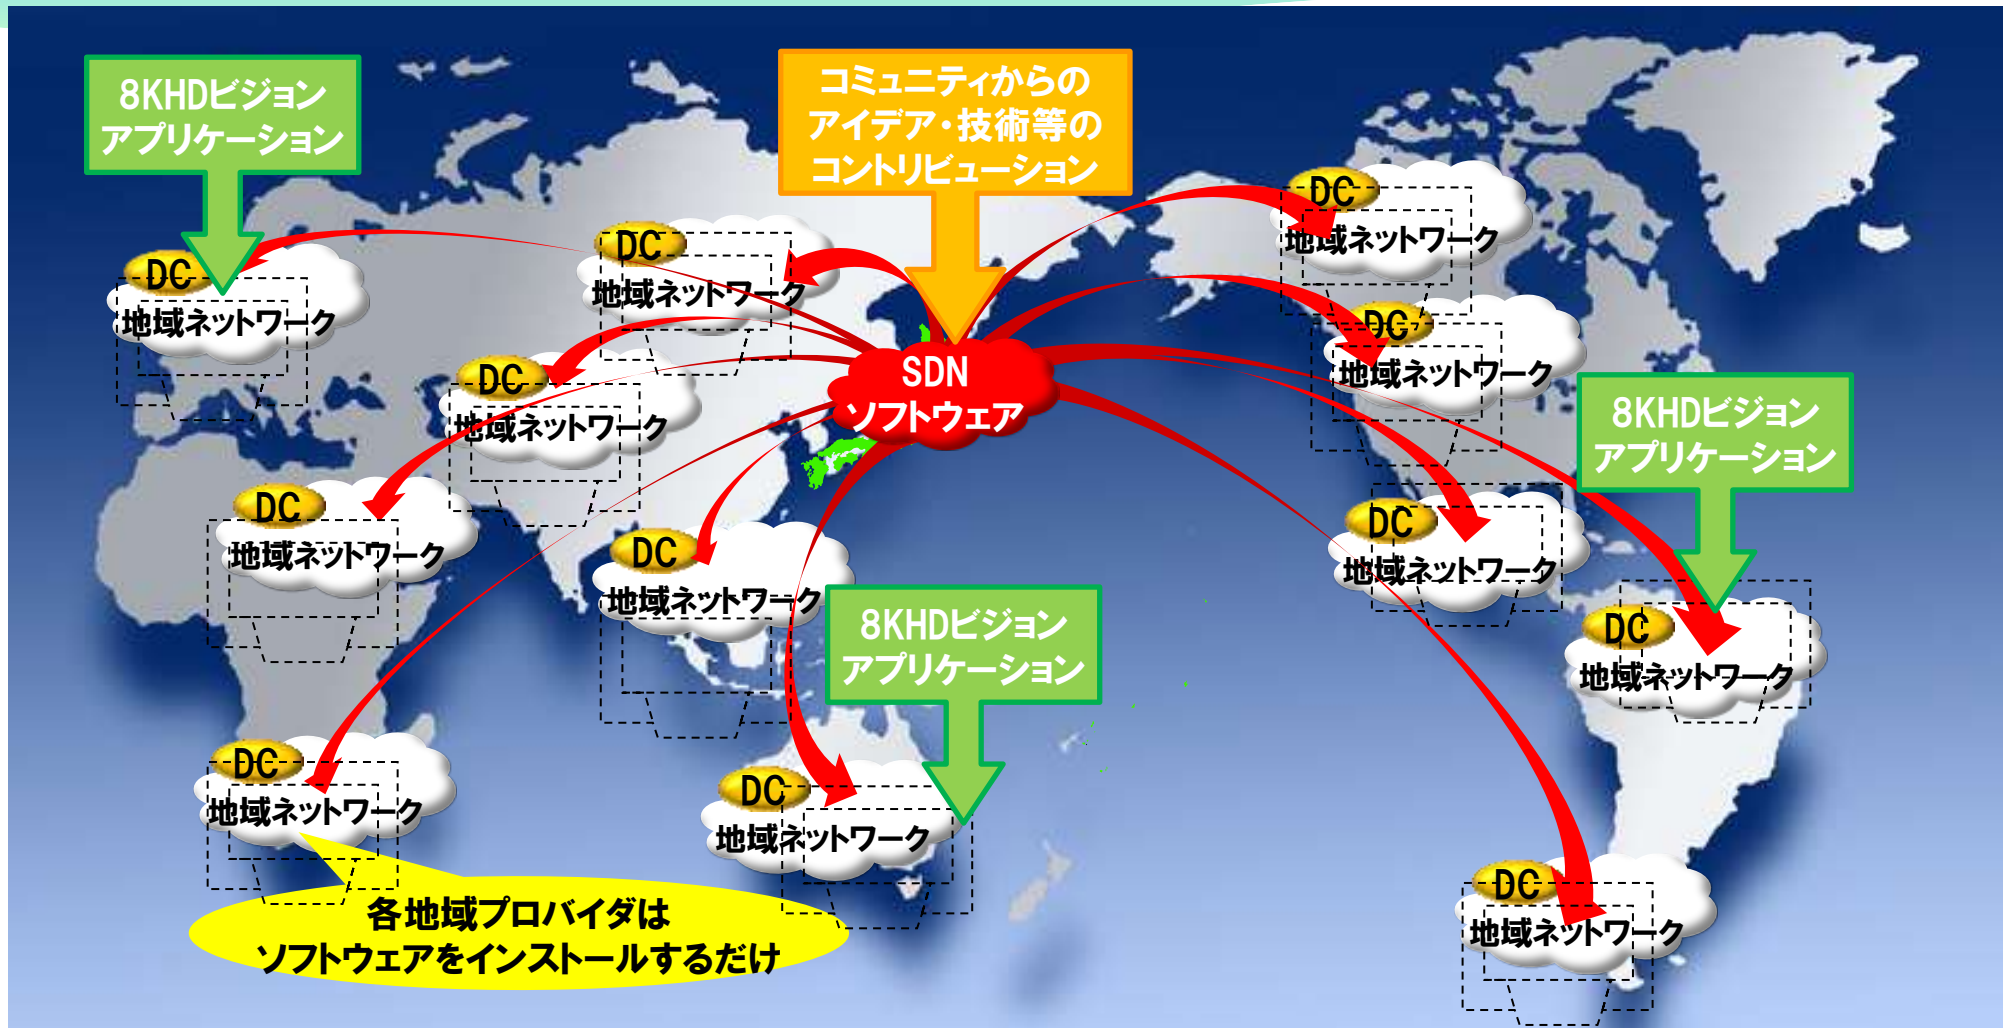 8KHDビジョン
アプリケーション
コミュニティからの
アイデア・技術等の
コントリビューション
DC
地域ネットワーク
DC
地域ネットワーク
DC
地域ネットワーク
DC
地域ネットワーク
SDN
ソフトウェア
DC
地域ネットワーク
8KHDビジョン
アプリケーション
DC
地域ネットワーク
DC
地域ネットワーク
DC
地域ネットワーク
8KHDビジョン
アプリケーション
DC
地域ネットワーク
DC
地域ネットワーク
DC
地域ネットワーク
DC
地域ネットワーク
各地域プロバイダは
ソフトウェアをインストールするだけ